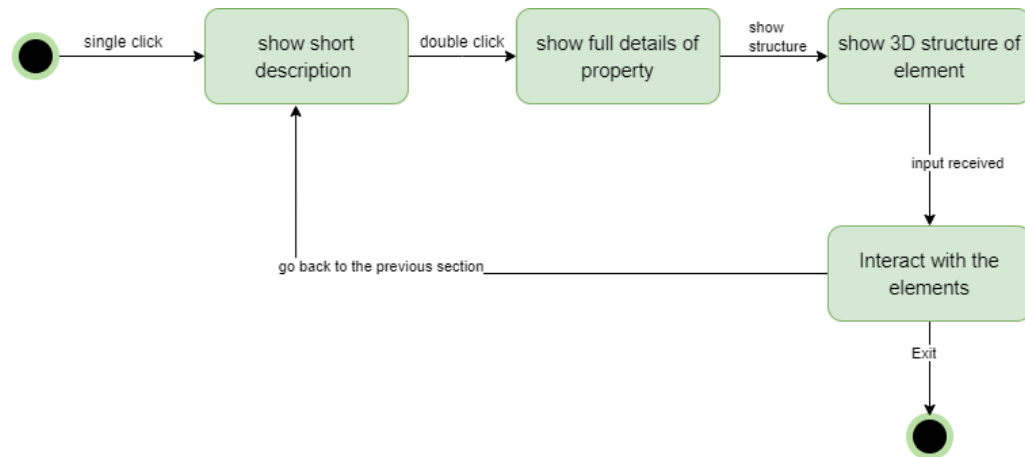 single click
show short
description
double click
show full details of
property
show
structure
show 3D structure of
element
input received
go back to the previous section
Interact with the
elements
Exit